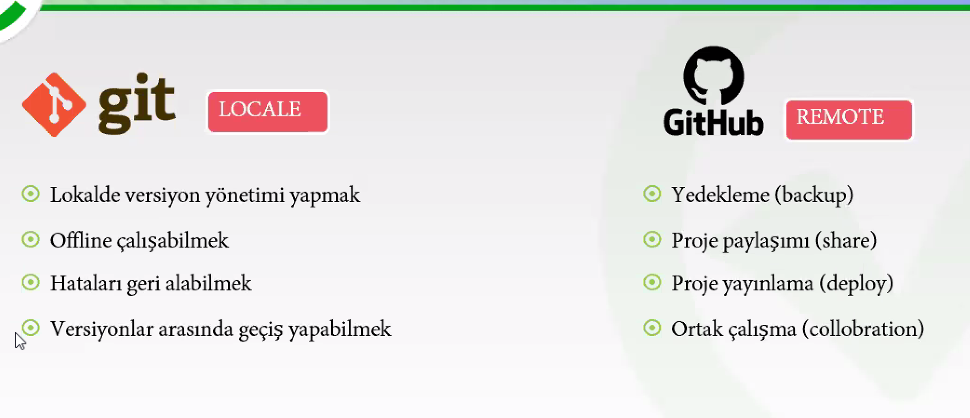 git
LOCALE
Lokalde versiyon yönetimi yapmak
Offline çalışabilmek
Hataları geri alabilmek
Versiyonlar arasında geçiş yapabilmek
GitHub
REMOTE
Yedekleme (backup)
Proje paylaşımı (share)
Proje yayınlama (deploy)
Ortak çalışma (collobration)